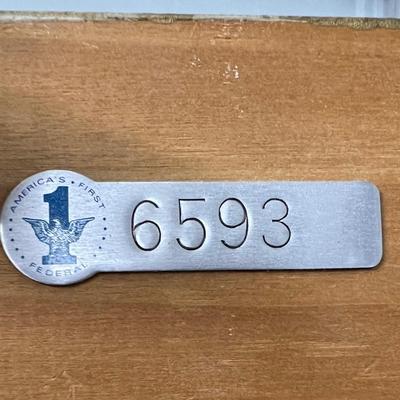 AMERICA'S • FIRST
1
FEDERAL
6593